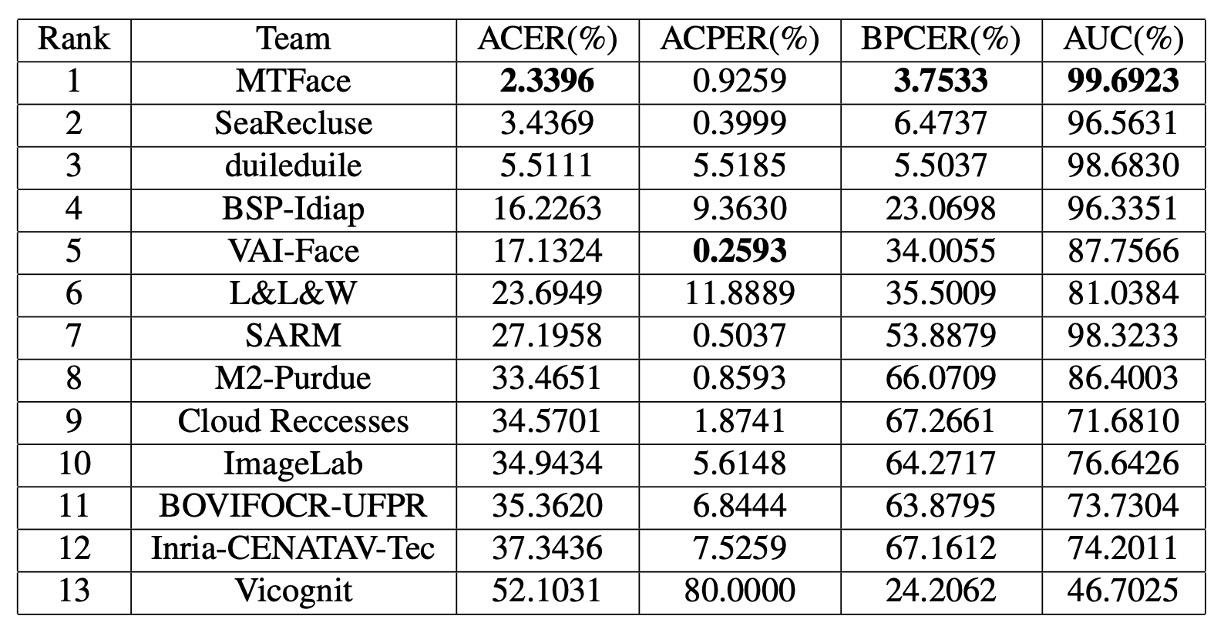 Rank Team ACER(%) ACPER(%) BPCER(%) AUC(%)
1 MTFace 2.3396 0.9259 3.7533 99.6923
2 SeaRecluse 3.4369 0.3999 6.4737 96.5631
3 duileduile 5.5111 5.5185 5.5037 98.6830
4 BSP-Idiap 16.2263 9.3630 23.0698 96.3351
5 VAI-Face 17.1324 0.2593 34.0055 87.7566
6 L&L&W 23.6949 11.8889 35.5009 81.0384
7 SARM 27.1958 0.5037 53.8879 98.3233
8 M2-Purdue 33.4651 0.8593 66.0709 86.4003
9 Cloud Reccesses 34.5701 1.8741 67.2661 71.6810
10 ImageLab 34.9434 5.6148 64.2717 76.6426
11 BOVIFOCR-UFPR 35.3620 6.8444 63.8795 73.7304
12 Inria-CENATAV-Tec 37.3436 7.5259 67.1612 74.2011
13 Vicognit 52.1031 80.0000 24.2062 46.7025